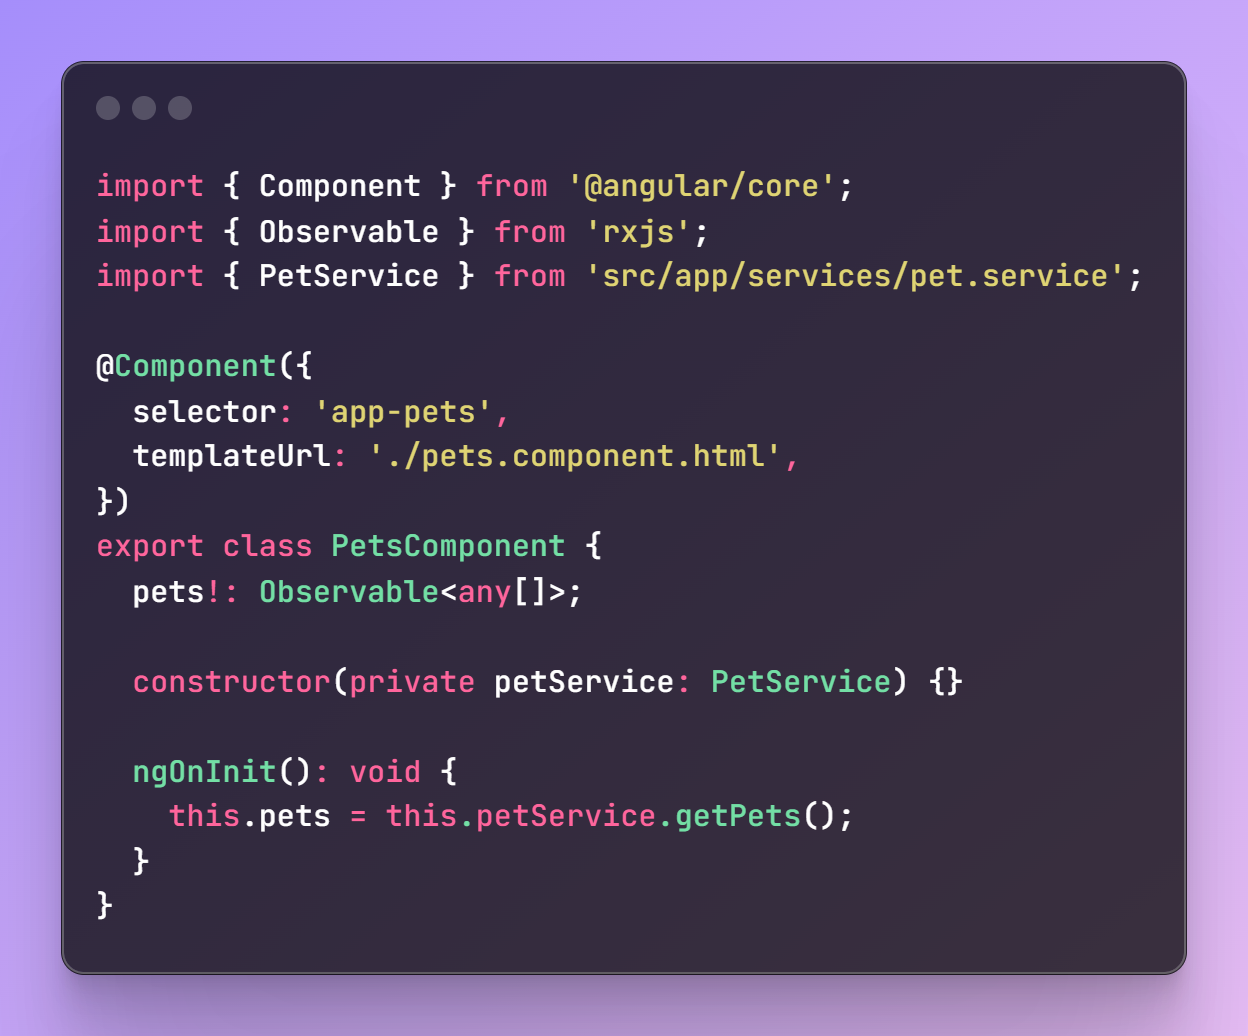 import { Component } from '@angular/core';
import { Observable } from 'rxjs';
import { PetService } from 'src/app/services/pet.service';

@Component({
  selector: 'app-pets',
  templateUrl: './pets.component.html',
})
export class PetsComponent {
  pets!: Observable<any[]>;

  constructor(private petService: PetService) {}

  ngOnInit(): void {
    this.pets = this.petService.getPets();
  }
}